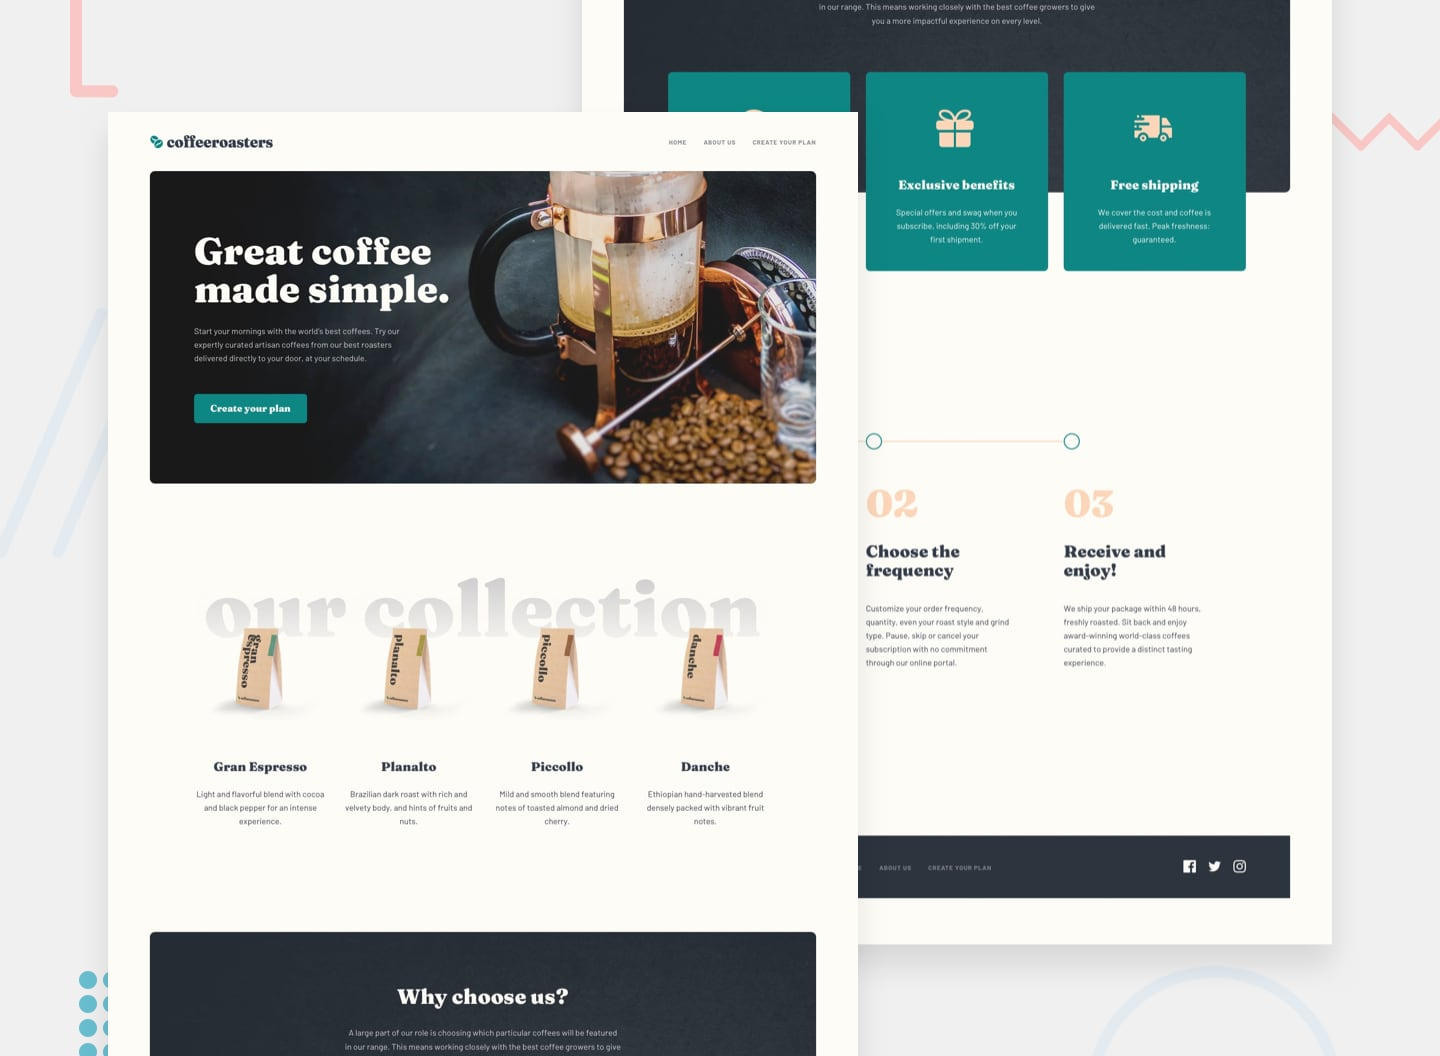 coffeeroasters
HOME ABOUT US CREATE YOUR PLAN
Great coffee
made simple.
Start your mornings with the world's best coffees. Try our
expertly curated artisan coffees from our best roasters
delivered directly to your door, at your schedule.
Create your plan
our collection
gran
espresso
planalto
piccollo
danche
Gran Espresso
Light and flavorful blend with cocoa
and black pepper for an intense
experience.
Planalto
Brazilian dark roast with rich and
velvety body, and hints of fruits and
nuts.
Piccollo
Mild and smooth blend featuring
notes of toasted almond and dried
cherry.
Danche
Ethiopian hand-harvested blend
densely packed with vibrant fruit
notes.
Why choose us?
A large part of our role is choosing which particular coffees will be featured
in our range. This means working closely with the best coffee growers to give
in our range. This means working closely with the best coffee growers to give
you a more impactful experience on every level.
Exclusive benefits
Special offers and swag when you
subscribe, including 30% off your
first shipment.
Free shipping
We cover the cost and coffee is
delivered fast. Peak freshness:
guaranteed.
02
Choose the
frequency
Customize your order frequency,
quantity, even your roast style and grind
type. Pause, skip or cancel your
subscription with no commitment
through our online portal.
03
Receive and
enjoy!
We ship your package within 48 hours,
freshly roasted. Sit back and enjoy
award-winning world-class coffees
curated to provide a distinct tasting
experience.
E ABOUT US CREATE YOUR PLAN